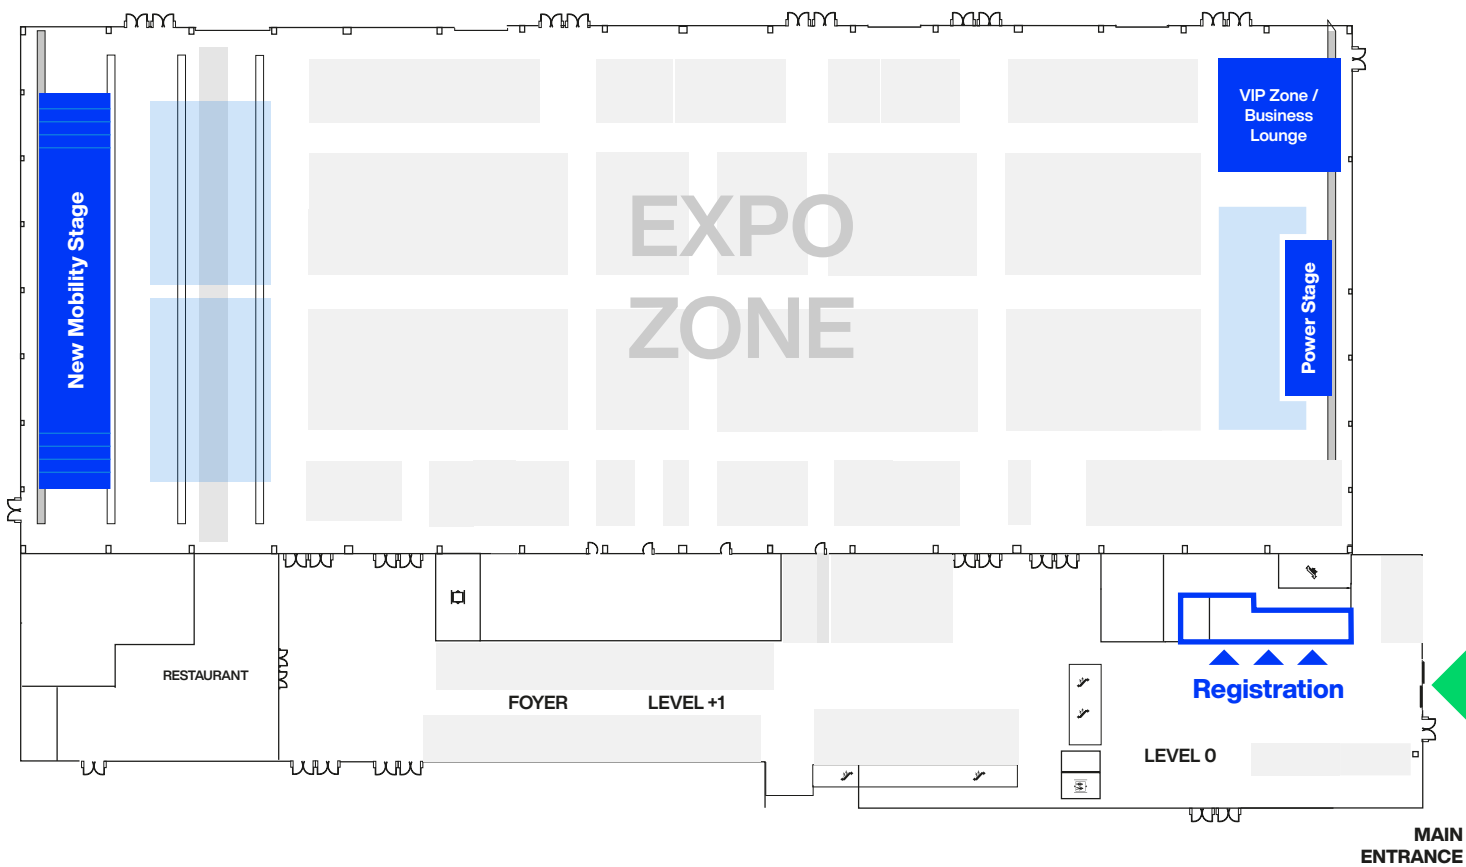 VIP Zone /
Business
Lounge
New Mobility Stage
EXPO
ZONE
Power Stage
RESTAURANT
FOYER
LEVEL +1
Registration
LEVEL 0
MAIN
ENTRANCE